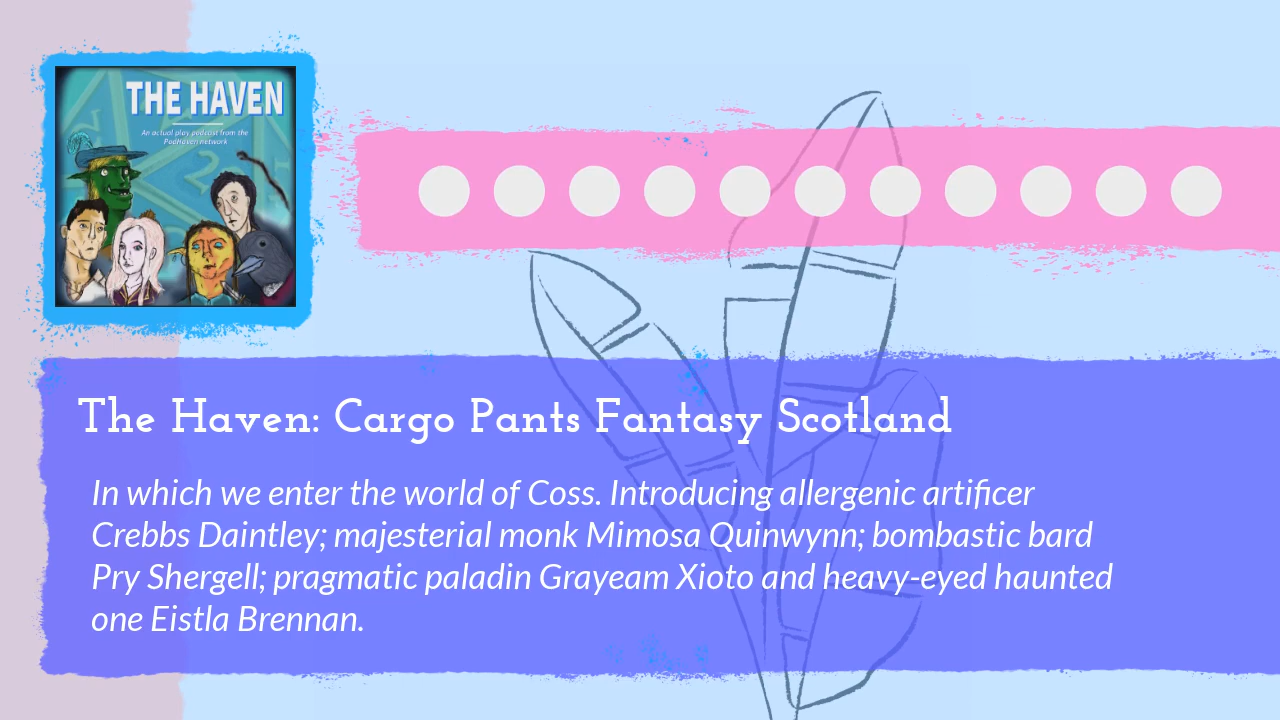 THE HAVEN
An actual play podcast from the
PodHaven network
The Haven: Cargo Pants Fantasy Scotland
In which we enter the world of Coss. Introducing allergenic artificer
Crebbs Daintley; majesterial monk Mimosa Quinwynn; bombastic bard
Pry Shergell; pragmatic paladin Grayeam Xioto and heavy-eyed haunted
one Eistla Brennan.